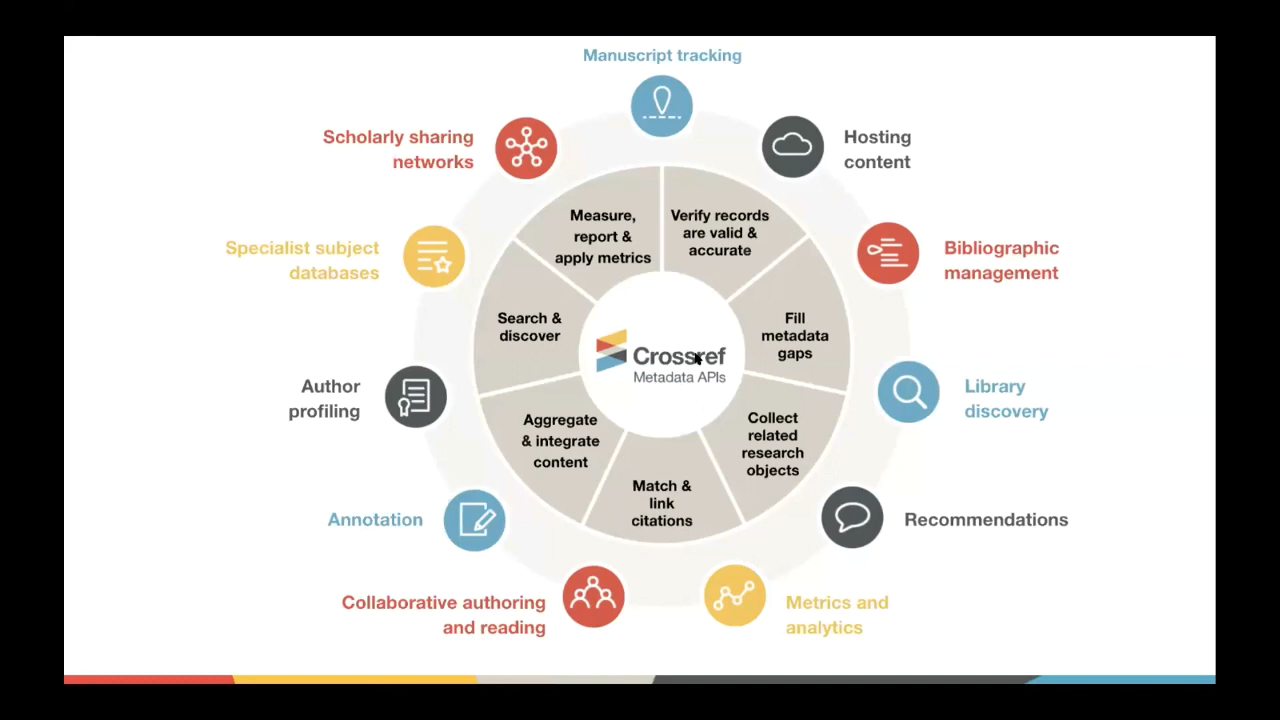 Manuscript tracking
Hosting
content
Bibliographic
management
Library
discovery
Recommendations
Metrics and
analytics
Collaborative authoring
and reading
Annotation
Author
profiling
Specialist subject
databases
Scholarly sharing
networks
Verify records
are valid &
accurate
Fill
metadata
gaps
Collect
related
research
objects
Match &
link
citations
Aggregate
& integrate
content
Search &
discover
Measure,
report &
apply metrics
Crossref
Metadata APIs